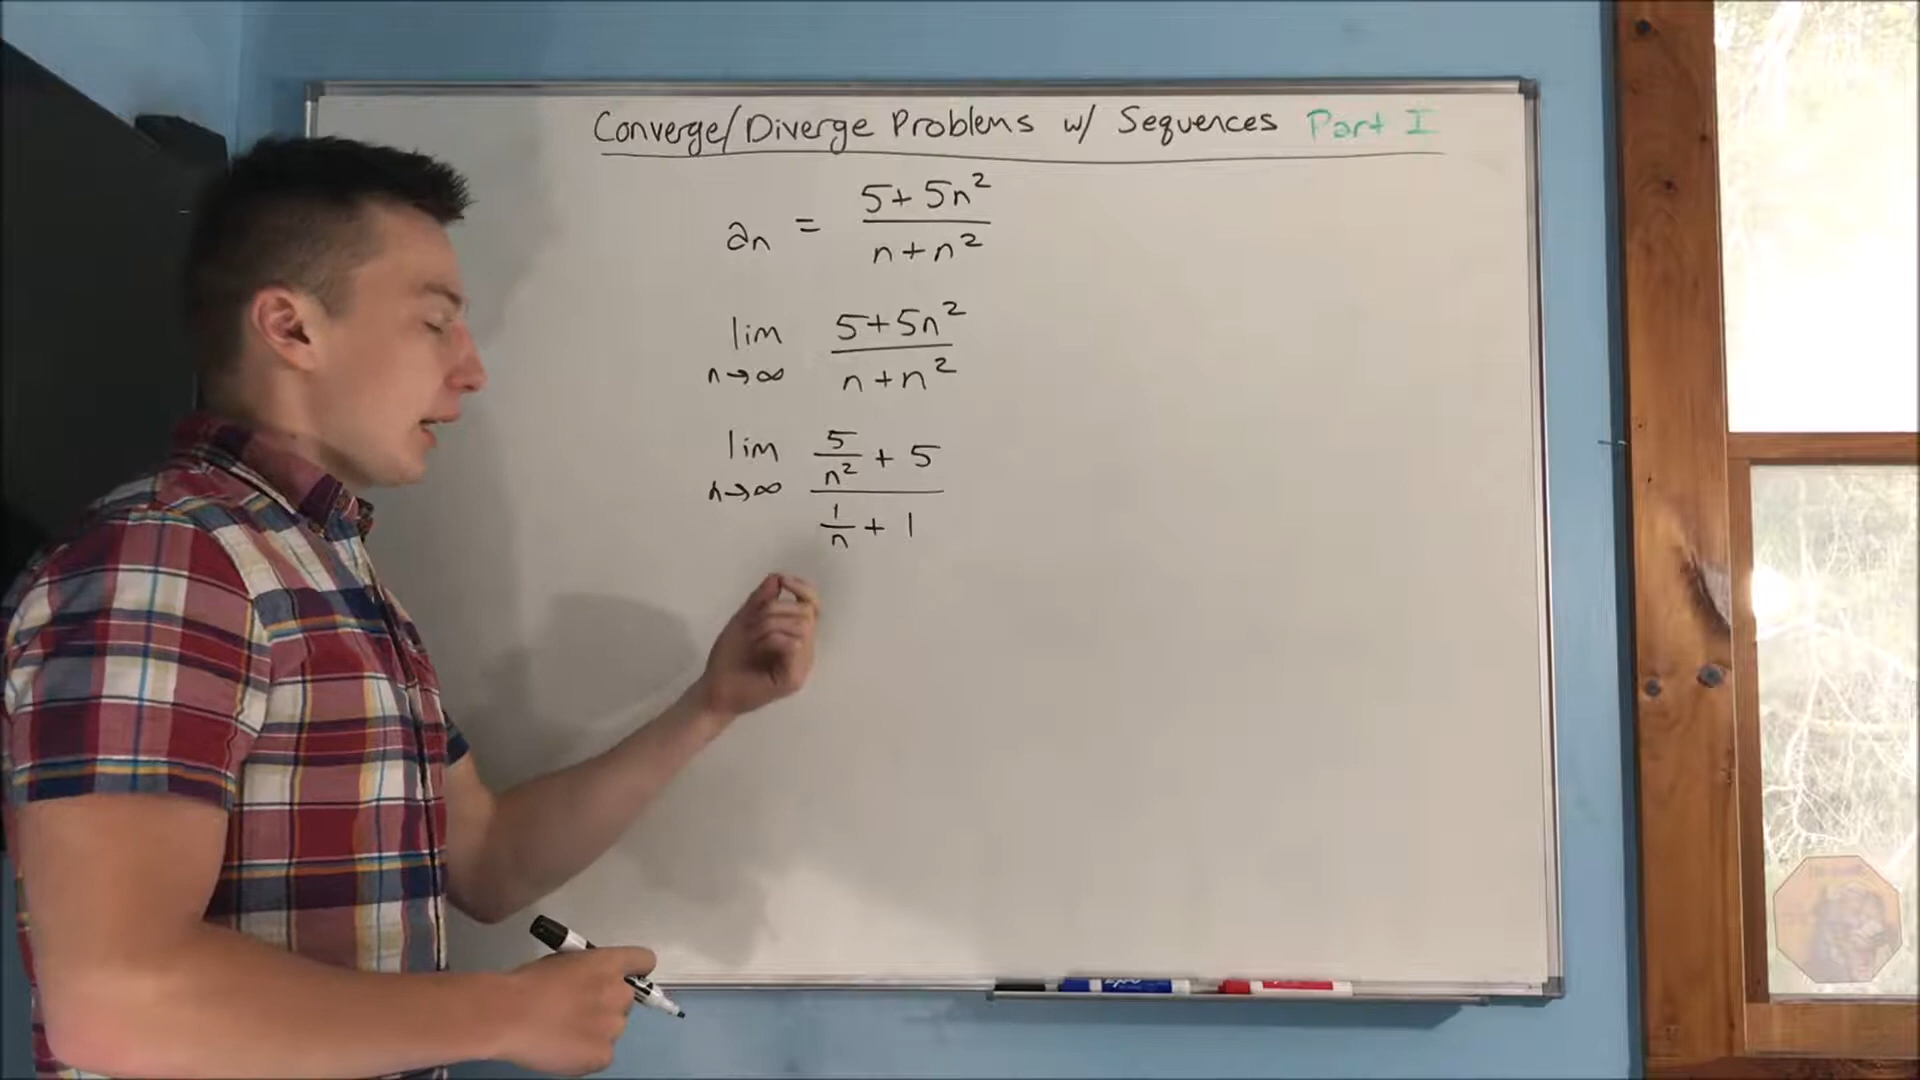 Converge/Diverge Problems w/ Sequences Part I
aₙ = (5+5n²)/(n+n²)
lim n→∞ (5+5n²)/(n+n²)
lim n→∞ (5/n² + 5)/(1/n + 1)